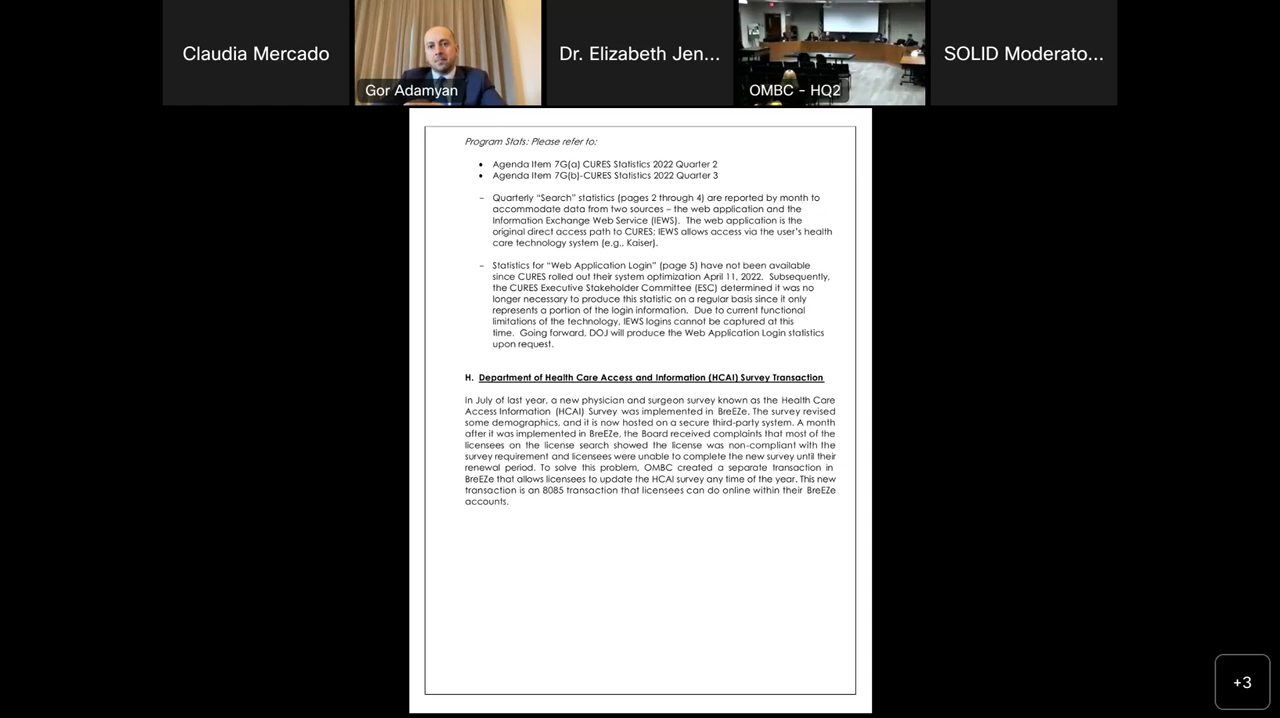 Claudia Mercado
Gor Adamyan
Dr. Elizabeth Jen...
OMBC - HQ2
SOLID Moderato...
Program Stats: Please refer to:
• Agenda Item 7G(a) CURES Statistics 2022 Quarter 2
• Agenda Item 7G(b)-CURES Statistics 2022 Quarter 3
– Quarterly “Search” statistics (pages 2 through 4) are reported by month to
accommodate data from two sources – the web application and the
Information Exchange Web Service (IEWS). The web application is the
original direct access path to CURES; IEWS allows access via the user’s health
care technology system (e.g., Kaiser).
– Statistics for “Web Application Login” (page 5) have not been available
since CURES rolled out their system optimization April 11, 2022. Subsequently,
the CURES Executive Stakeholder Committee (ESC) determined it was no
longer necessary to produce this statistic on a regular basis since it only
represents a portion of the login information. Due to current functional
limitations of the technology, IEWS logins cannot be captured at this
time. Going forward, DOJ will produce the Web Application Login statistics
upon request.
H. Department of Health Care Access and Information (HCAI) Survey Transaction
In July of last year, a new physician and surgeon survey known as the Health Care
Access Information (HCAI) Survey was implemented in BreEZe. The survey revised
some demographics, and it is now hosted on a secure third-party system. A month
after it was implemented in BreEZe, the Board received complaints that most of the
licensees on the license search showed the license was non-compliant with the
survey requirement and licensees were unable to complete the new survey until their
renewal period. To solve this problem, OMBC created a separate transaction in
BreEZe that allows licensees to update the HCAI survey any time of the year. This new
transaction is an 8085 transaction that licensees can do online within their BreEZe
accounts.
+3